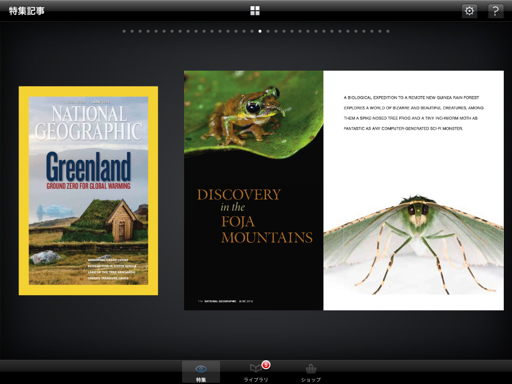 特集記事
?
NATIONAL
GEOGRAPHIC
Greenland
GROUND ZERO FOR GLOBAL WARMING
DISCOVERY
in the
FOJA
MOUNTAINS
NATIONAL GEOGRAPHIC
A BIOLOGICAL EXPEDITION TO A REMOTE NEW GUINEA RAIN FOREST
EXPLORES A WORLD OF BIZARRE AND BEAUTIFUL CREATURES, AMONG
THEM A SPIKE-NOSED TREE FROG AND A TINY INCHWORM MOTH AS
FANTASTIC AS ANY COMPUTER-GENERATED SCI-FI MONSTER.
特集
ライブラリ
ショップ